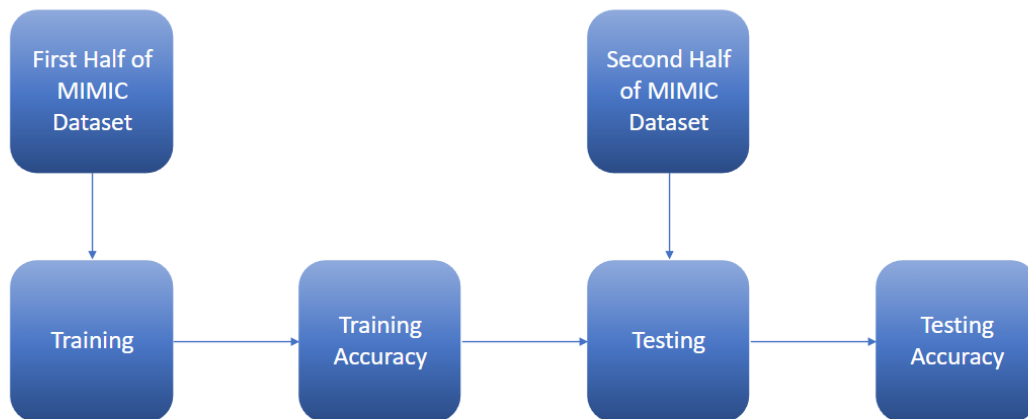 First Half of
MIMIC
Dataset
Second Half
of MIMIC
Dataset
Training
Training
Accuracy
Testing
Testing
Accuracy